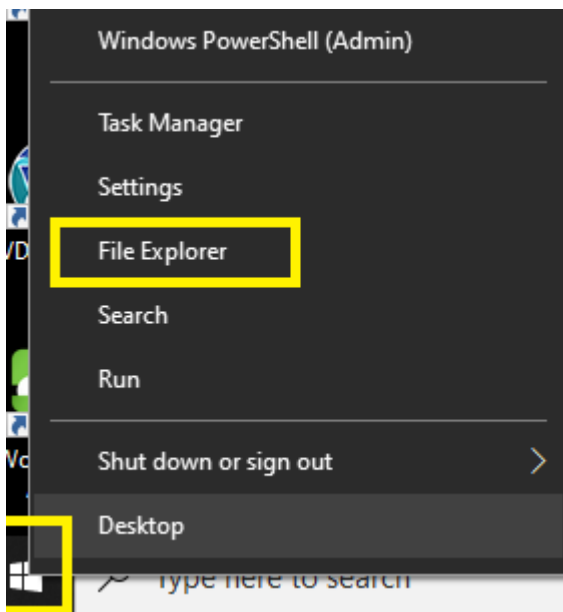 Windows PowerShell (Admin)
Task Manager
Settings
File Explorer
VD
Search
Run
Shut down or sign out
Desktop
Type here to search